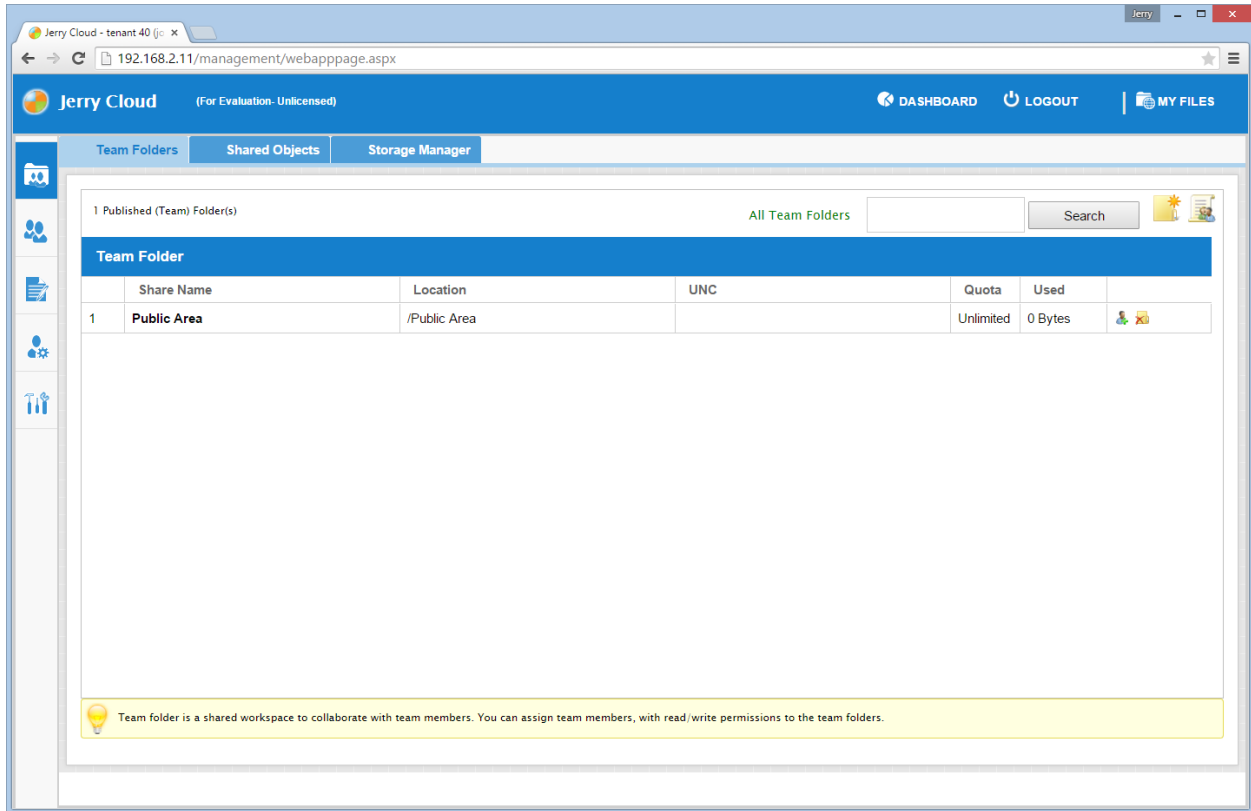 Jerry
Jerry Cloud - tenant 40 (jc
192.168.2.11/management/webapppage.aspx
Jerry Cloud (For Evaluation- Unlicensed) DASHBOARD LOGOUT | MY FILES
Team Folders Shared Objects Storage Manager
1 Published (Team) Folder(s) All Team Folders Search
Team Folder
Share Name Location UNC Quota Used
1 Public Area /Public Area Unlimited 0 Bytes
Team folder is a shared workspace to collaborate with team members. You can assign team members, with read/write permissions to the team folders.